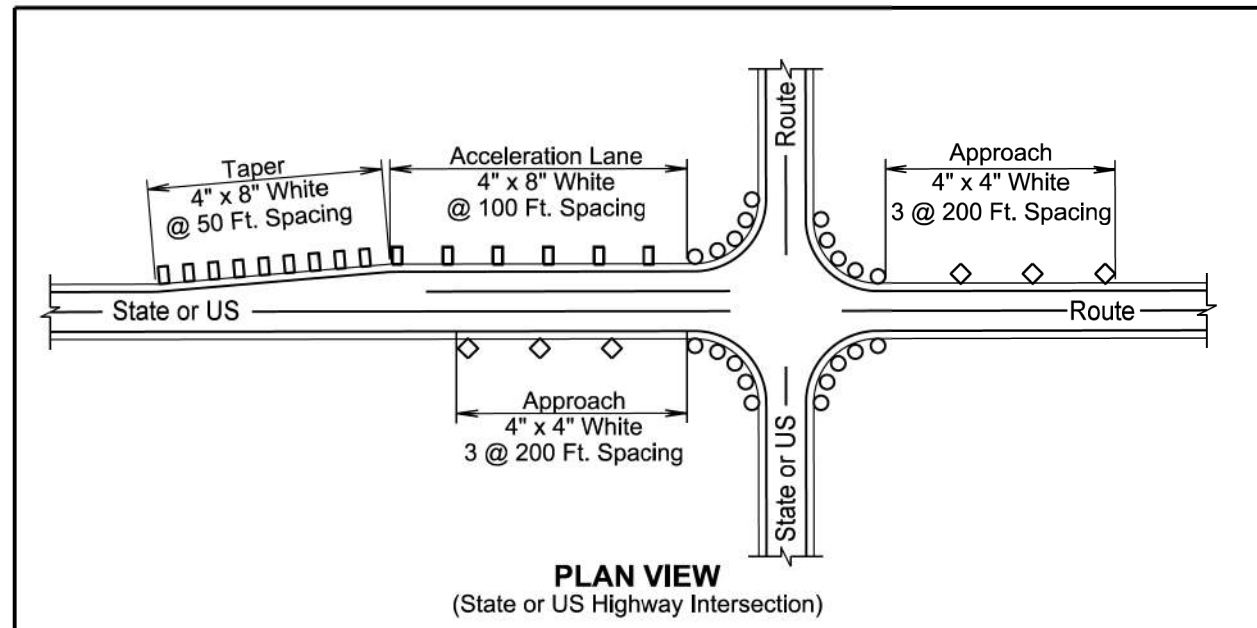 Taper
4" x 8" White
@ 50 Ft. Spacing
Acceleration Lane
4" x 8" White
@ 100 Ft. Spacing
Route
Approach
4" x 4" White
3 @ 200 Ft. Spacing
State or US
Route
Approach
4" x 4" White
3 @ 200 Ft. Spacing
State or US
PLAN VIEW
(State or US Highway Intersection)